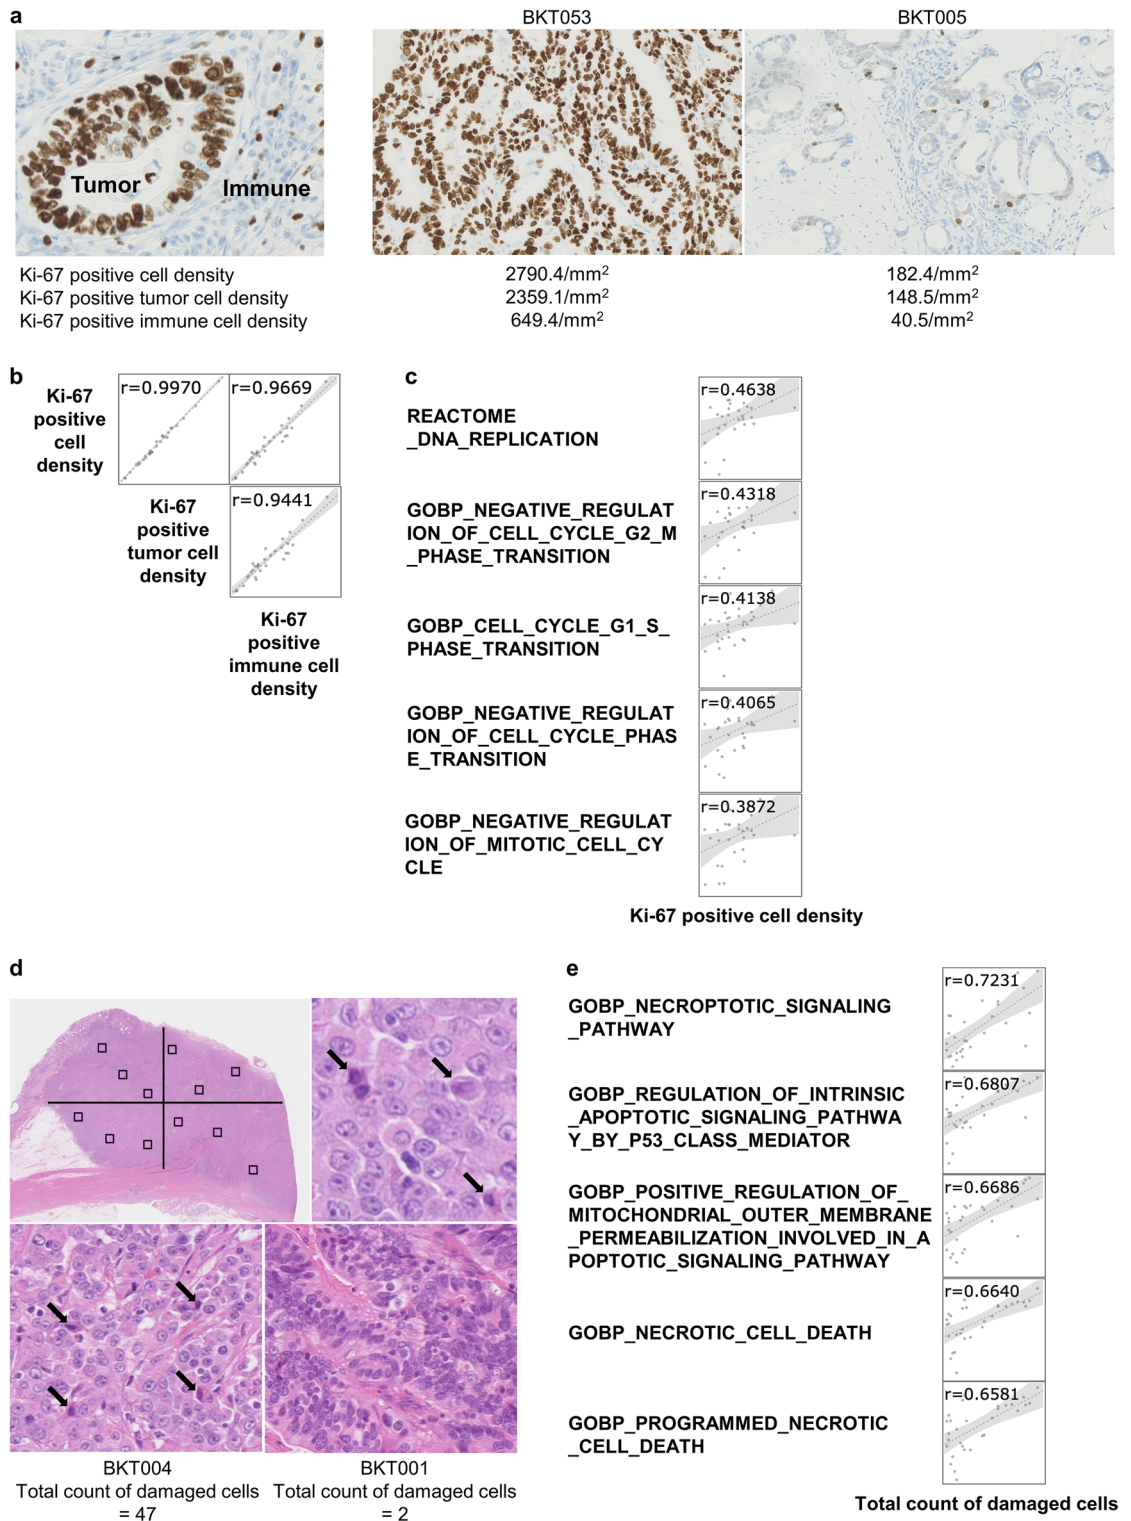 a
BKT053
BKT005
Tumor
Immune
Ki-67 positive cell density
2790.4/mm2
182.4/mm2
Ki-67 positive tumor cell density
2359.1/mm2
148.5/mm2
Ki-67 positive immune cell density
649.4/mm2
40.5/mm2
b
Ki-67
positive
cell
density
r=0.9970
r=0.9669
Ki-67
positive
tumor cell
density
r=0.9441
Ki-67
positive
immune cell
density
c
REACTOME
_DNA_REPLICATION
r=0.4638
GOBP_NEGATIVE_REGULAT
ION_OF_CELL_CYCLE_G2_M
_PHASE_TRANSITION
r=0.4318
GOBP_CELL_CYCLE_G1_S_
PHASE_TRANSITION
r=0.4138
GOBP_NEGATIVE_REGULAT
ION_OF_CELL_CYCLE_PHAS
E_TRANSITION
r=0.4065
GOBP_NEGATIVE_REGULAT
ION_OF_MITOTIC_CELL_CY
CLE
r=0.3872
Ki-67 positive cell density
d
BKT004
Total count of damaged cells
= 47
BKT001
Total count of damaged cells
= 2
e
GOBP_NECROPTOTIC_SIGNALING
_PATHWAY
r=0.7231
GOBP_REGULATION_OF_INTRINSIC
_APOPTOTIC_SIGNALING_PATHWA
Y_BY_P53_CLASS_MEDIATOR
r=0.6807
GOBP_POSITIVE_REGULATION_OF_
MITOCHONDRIAL_OUTER_MEMBRANE
_PERMEABILIZATION_INVOLVED_IN_A
POPTOTIC_SIGNALING_PATHWAY
r=0.6686
GOBP_NECROTIC_CELL_DEATH
r=0.6640
GOBP_PROGRAMMED_NECROTIC
_CELL_DEATH
r=0.6581
Total count of damaged cells